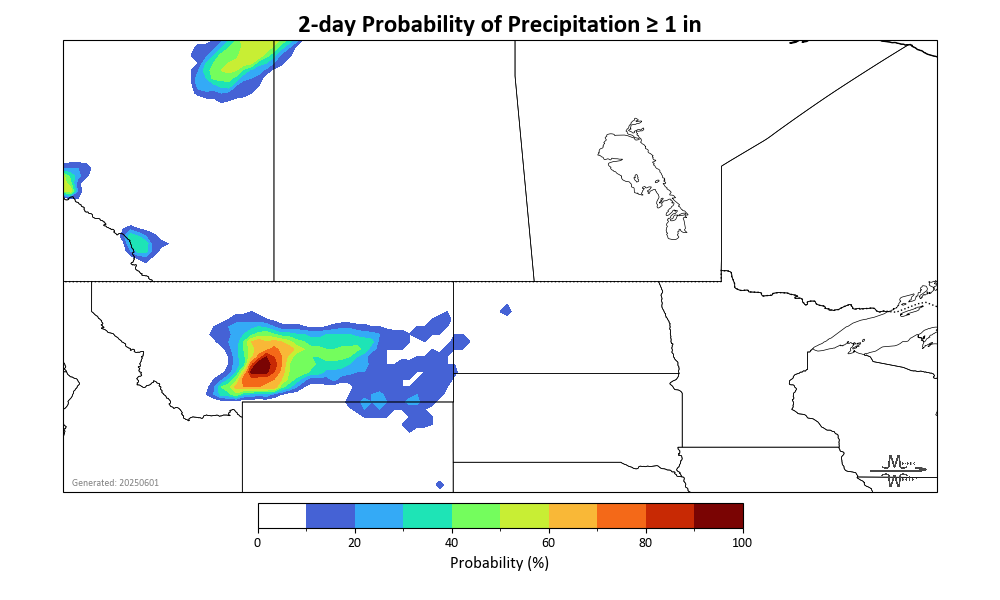 2-day Probability of Precipitation ≥ 1 in
Generated: 20250601
0 20 40 60 80 100
Probability (%)